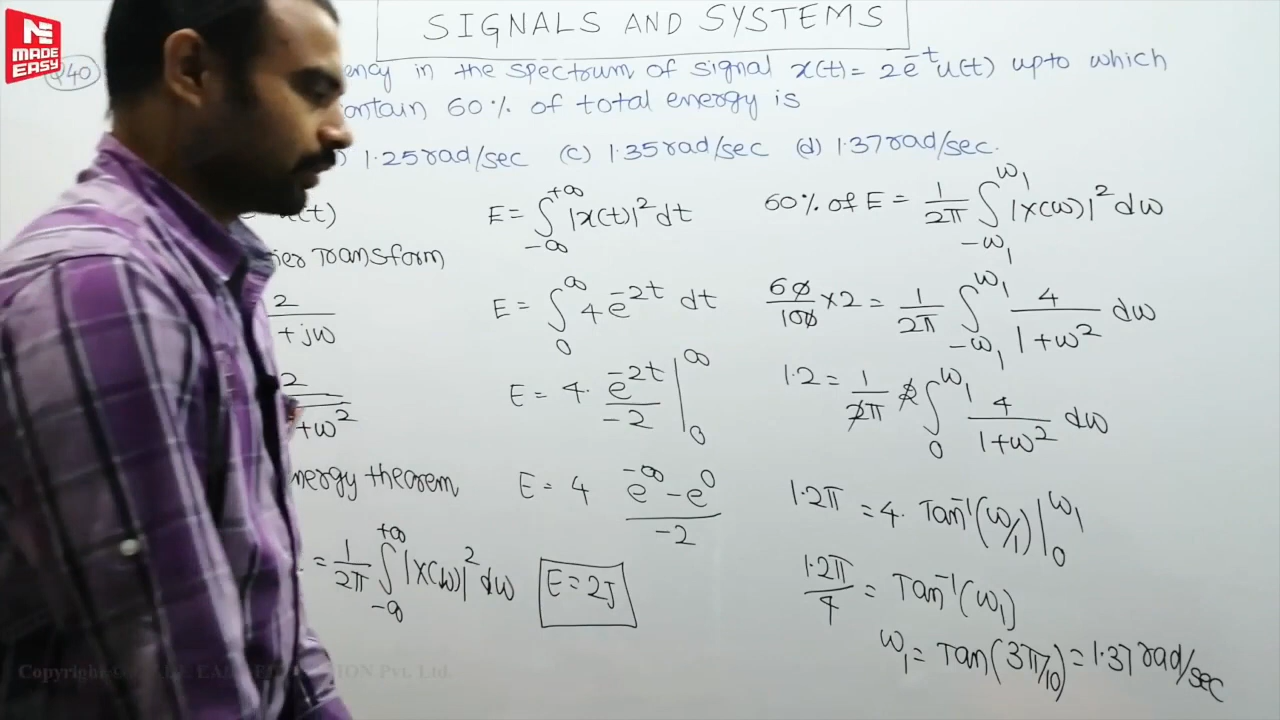 SIGNALS AND SYSTEMS
MADE EASY
in the spectrum of signal x(t) = 2e^-t u(t) upto which
60% of total energy is
1.25 rad/sec (c) 1.35 rad/sec (d) 1.37 rad/sec.
u(t)
Transform
2 / +jω
2 / +ω²
theorem
= 1/2π ∫_-∞^+∞ |X(ω)|² dω
E = ∫_-∞^+∞ |x(t)|² dt
E = ∫_0^∞ 4e^-2t dt
E = 4. e^-2t / -2 |_0^∞
E = 4 (e^-∞ - e^0) / -2
E = 2J
60% of E = 1/2π ∫_-ω₁^ω₁ |X(ω)|² dω
60/100 × 2 = 1/2π ∫_-ω₁^ω₁ 4/(1+ω²) dω
1.2 = 1/2π 2 ∫_0^ω₁ 4/(1+ω²) dω
1.2π = 4. Tan⁻¹(ω/1) |_0^ω₁
1.2π/4 = Tan⁻¹(ω₁)
ω₁ = Tan(3π/10) = 1.37 rad/sec